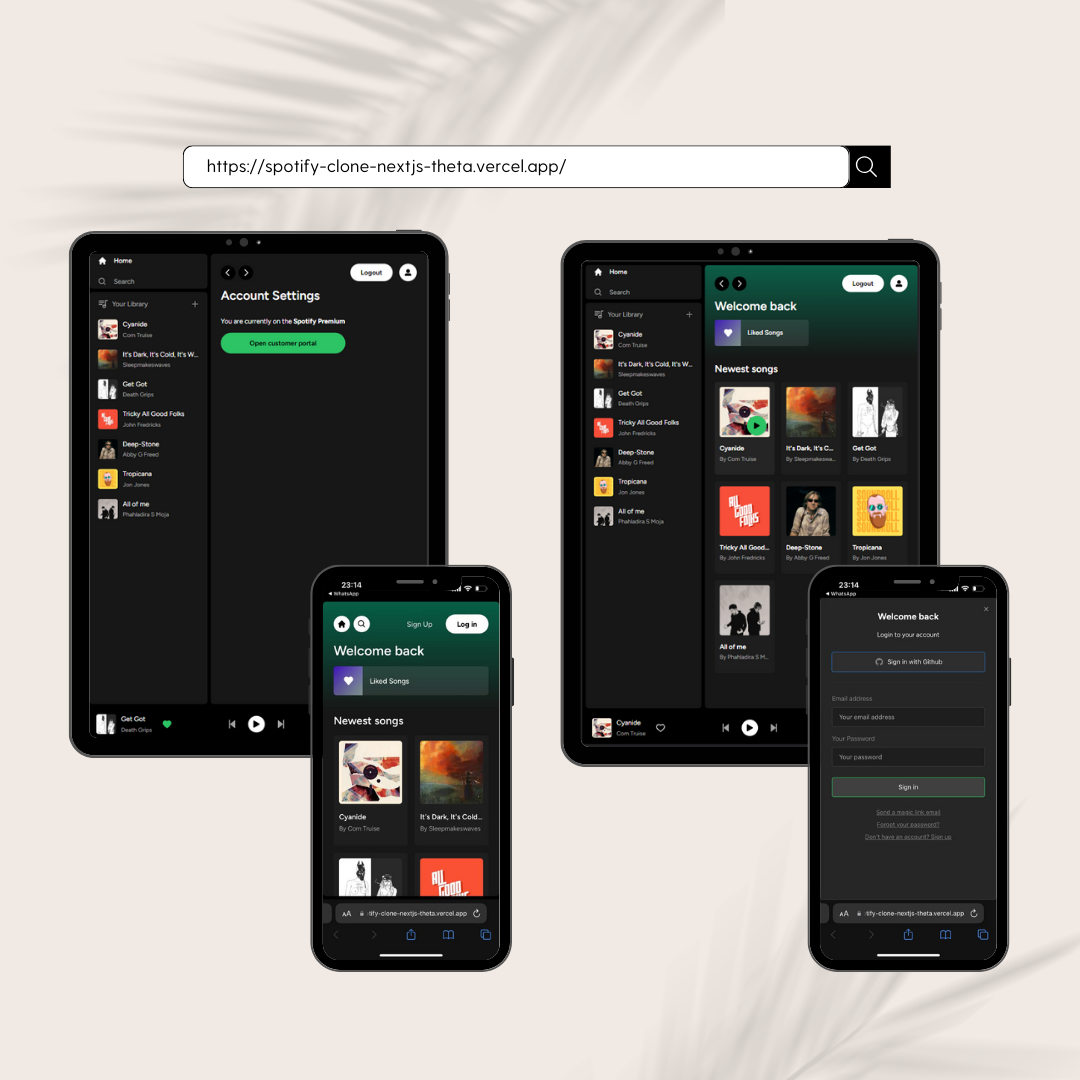 https://spotify-clone-nextjs-theta.vercel.app/
Home
Search
Your Library
Cyanide
Com Truise
It's Dark, It's Cold, It's W...
Sleepmakeswaves
Get Got
Death Grips
Tricky All Good Folks
John Fredricks
Deep-Stone
Abby G Freed
Tropicana
Jon Jones
All of me
Phahladira S Moja
Logout
Account Settings
You are currently on the Spotify Premium
Open customer portal
Get Got
Death Grips
23:14
WhatsApp
Sign Up
Log in
Welcome back
Liked Songs
Newest songs
Cyanide
By Com Truise
It's Dark, It's Cold...
By Sleepmakeswaves
ALL
GOOD
AA
tify-clone-nextjs-theta.vercel.app
Home
Search
Your Library
Cyanide
Com Truise
It's Dark, It's Cold, It's W...
Sleepmakeswaves
Get Got
Death Grips
Tricky All Good Folks
John Fredricks
Deep-Stone
Abby G Freed
Tropicana
Jon Jones
All of me
Phahladira S Moja
Logout
Welcome back
Liked Songs
Newest songs
Cyanide
By Com Truise
It's Dark, It's C...
By Sleepmakeswa...
Get Got
By Death Grips
ALL
GOOD
FOLKS
Tricky All Good...
By John Fredricks
Deep-Stone
By Abby G Freed
Tropicana
By Jon Jones
All of me
By Phahladira S M...
Cyanide
Com Truise
23:14
WhatsApp
Welcome back
Login to your account
Sign in with Github
Email address
Your email address
Your Password
Your password
Sign in
Send a magic link email
Forgot your password?
Don't have an account? Sign up
AA
tify-clone-nextjs-theta.vercel.app